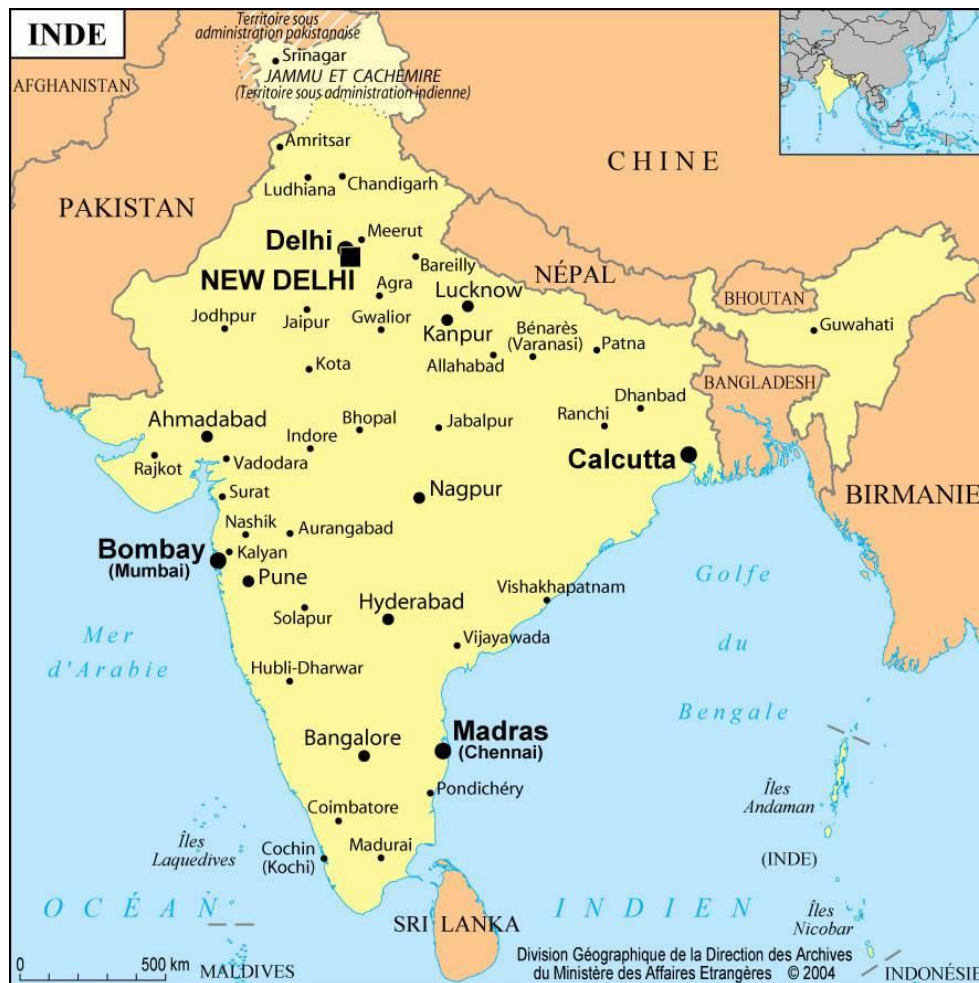 INDE
Territoire sous
administration pakistanaise
Srinagar
JAMMU ET CACHEMIRE
(Territoire sous administration indienne)
AFGHANISTAN
CHINE
Amritsar
Ludhiana
Chandigarh
PAKISTAN
Delhi
Meerut
NEW DELHI
Bareilly
NÉPAL
Agra
Lucknow
BHOUTAN
Jodhpur
Jaipur
Gwalior
Kanpur
Bénarès
(Varanasi)
Patna
Guwahati
Kota
Allahabad
BANGLADESH
Dhanbad
Ahmadabad
Bhopal
Jabalpur
Ranchi
Indore
Rajkot
Vadodara
Calcutta
Surat
Nagpur
BIRMANIE
Nashik
Aurangabad
Bombay
(Mumbai)
Kalyan
Pune
Vishakhapatnam
Golfe
du
Bengale
Solapur
Hyderabad
Mer
d'Arabie
Vijayawada
Hubli-Dharwar
Bangalore
Madras
(Chennai)
Pondichéry
Îles
Andaman
Coimbatore
Îles
Laquedives
Cochin
(Kochi)
Madurai
(INDE)
OCÉAN
INDIEN
SRI LANKA
Îles
Nicobar
0
500 km
MALDIVES
Division Géographique de la Direction des Archives
du Ministère des Affaires Etrangères © 2004
INDONÉSIE